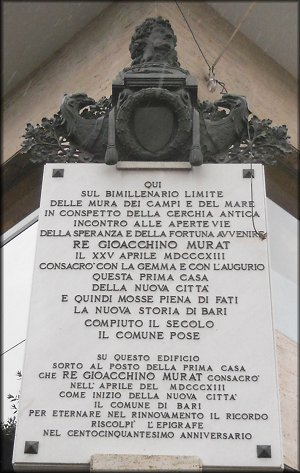 QUI
SUL BIMILLENARIO LIMITE
DELLE MURA DEI CAMPI E DEL MARE
IN CONSPETTO DELLA CERCHIA ANTICA
INCONTRO ALLE APERTE VIE
DELLA SPERANZA E DELLA FORTUNA AVVENIRE
RE GIOACCHINO MURAT
IL XXV APRILE MDCCCXIII
CONSACRO' CON LA GEMMA E CON L'AUGURIO
QUESTA PRIMA CASA
DELLA NUOVA CITTA'
E QUINDI MOSSE PIENA DI FATI
LA NUOVA STORIA DI BARI
COMPIUTO IL SECOLO
IL COMUNE POSE
SU QUESTO EDIFICIO
SORTO AL POSTO DELLA PRIMA CASA
CHE RE GIOACCHINO MURAT CONSACRO'
NELL'APRILE DEL MDCCCXIII
COME INIZIO DELLA NUOVA CITTA'
IL COMUNE DI BARI
PER ETERNARE NEL RINNOVAMENTO IL RICORDO
RISCOLPI' L'EPIGRAFE
NEL CENTOCINQUANTESIMO ANNIVERSARIO